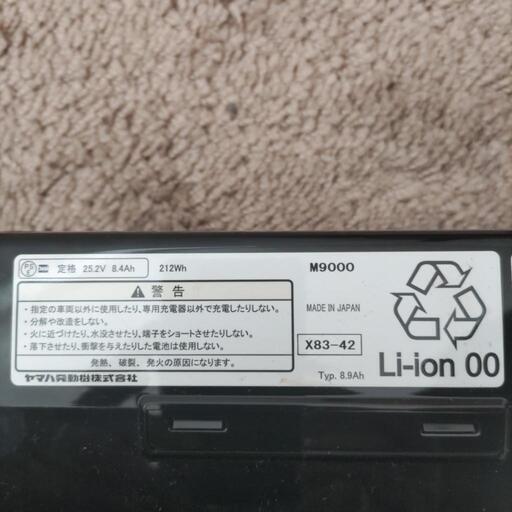 PS E 定格 25.2V 8.4Ah 212Wh M9000
⚠ 警告
・指定の車両以外に使用したり、専用充電器以外で充電したりしない。
・分解や改造をしない。
・火に近づけたり、水没させたり、端子をショートさせたりしない。
・落下させたり、衝撃を与えたりした電池は使用しない。
発熱、破裂、発火の原因になります。
ヤマハ発動機株式会社
MADE IN JAPAN
X83-42
Typ. 8.9Ah
Li-ion 00